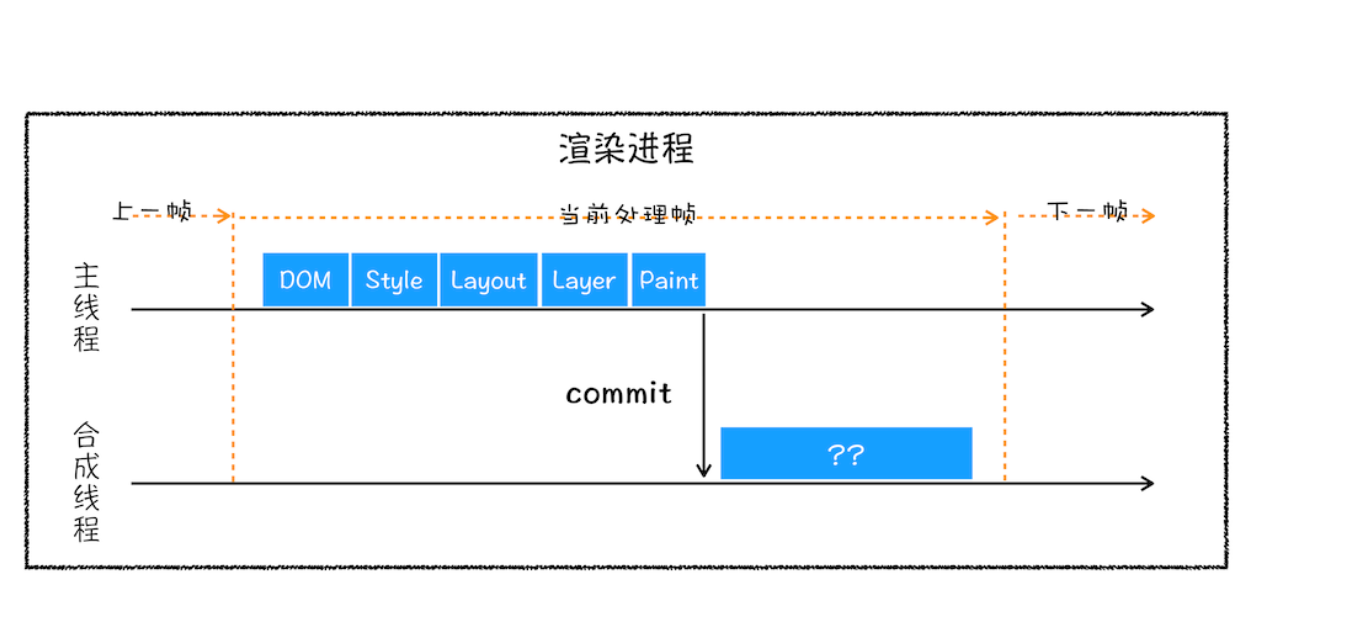 渲染进程
上一帧
当前处理帧
下一帧
主线程
DOM
Style
Layout
Layer
Paint
commit
合成线程
??